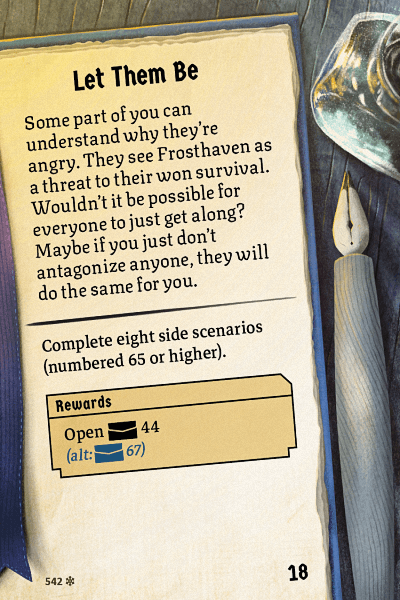 Let Them Be
Some part of you can
understand why they're
angry. They see Frosthaven as
a threat to their won survival.
Wouldn't it be possible for
everyone to just get along?
Maybe if you just don't
antagonize anyone, they will
do the same for you.
Complete eight side scenarios
(numbered 65 or higher).
Rewards
Open 44
(alt: 67)
542 ✻
18